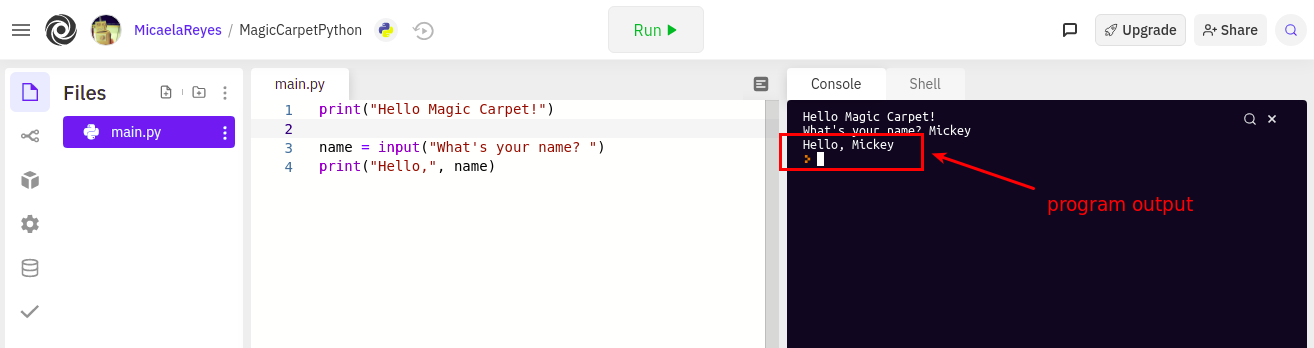 MicaelaReyes / MagicCarpetPython
Run
Upgrade
Share
Files
main.py
main.py
1 print("Hello Magic Carpet!")
2
3 name = input("What's your name? ")
4 print("Hello,", name)
Console
Shell
Hello Magic Carpet!
What's your name? Mickey
Hello, Mickey
>
program output